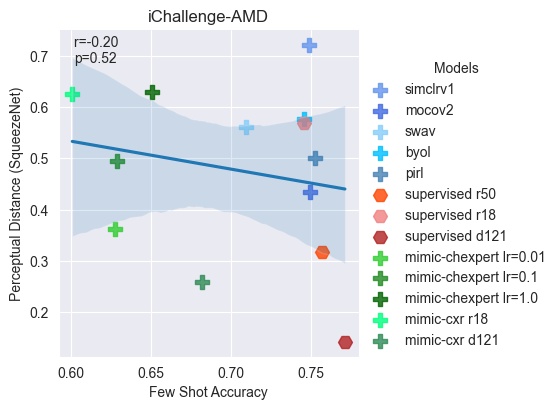 iChallenge-AMD
r=-0.20
p=0.52
0.7
0.6
0.5
0.4
0.3
0.2
Perceptual Distance (SqueezeNet)
0.60
0.65
0.70
0.75
Few Shot Accuracy
Models
simclrv1
mocov2
swav
byol
pirl
supervised r50
supervised r18
supervised d121
mimic-chexpert lr=0.01
mimic-chexpert lr=0.1
mimic-chexpert lr=1.0
mimic-cxr r18
mimic-cxr d121